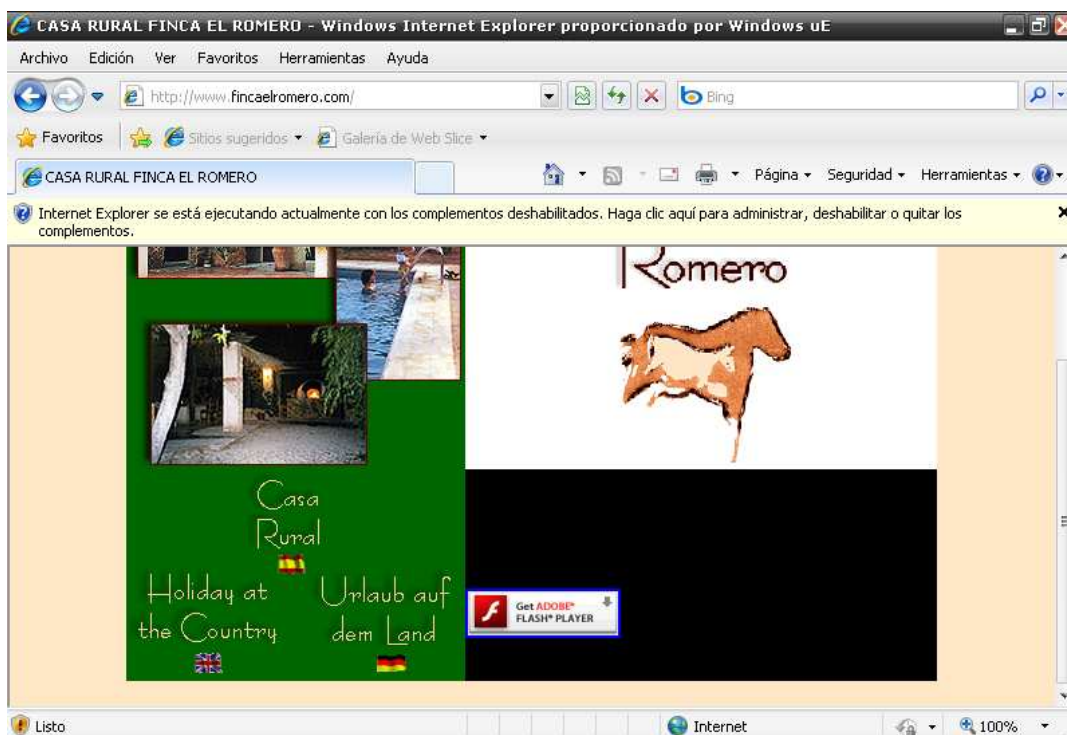 CASA RURAL FINCA EL ROMERO - Windows Internet Explorer proporcionado por Windows uE
Archivo Edición Ver Favoritos Herramientas Ayuda
http://www.fincaelromero.com/ Bing
Favoritos Sitios sugeridos Galería de Web Slice
CASA RURAL FINCA EL ROMERO Página Seguridad Herramientas
Internet Explorer se está ejecutando actualmente con los complementos deshabilitados. Haga clic aquí para administrar, deshabilitar o quitar los
complementos.
Romero
Casa
Rural
Holiday at
the Country
Urlaub auf
dem Land
Get ADOBE®
FLASH® PLAYER
Listo Internet 100%